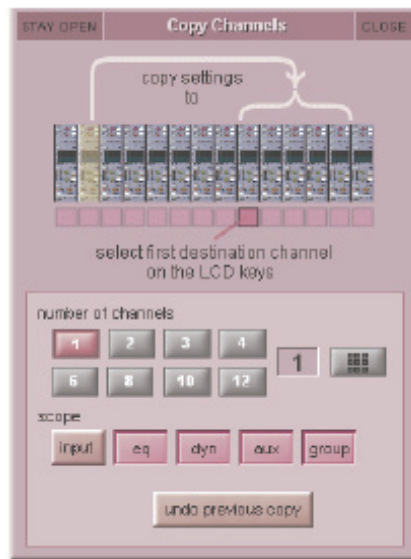 STAY OPEN Copy Channels CLOSE
copy settings
to
select first destination channel
on the LCD keys
number of channels
1 2 3 4
1
6 8 10 12
scope
input eq dyn aux group
undo previous copy